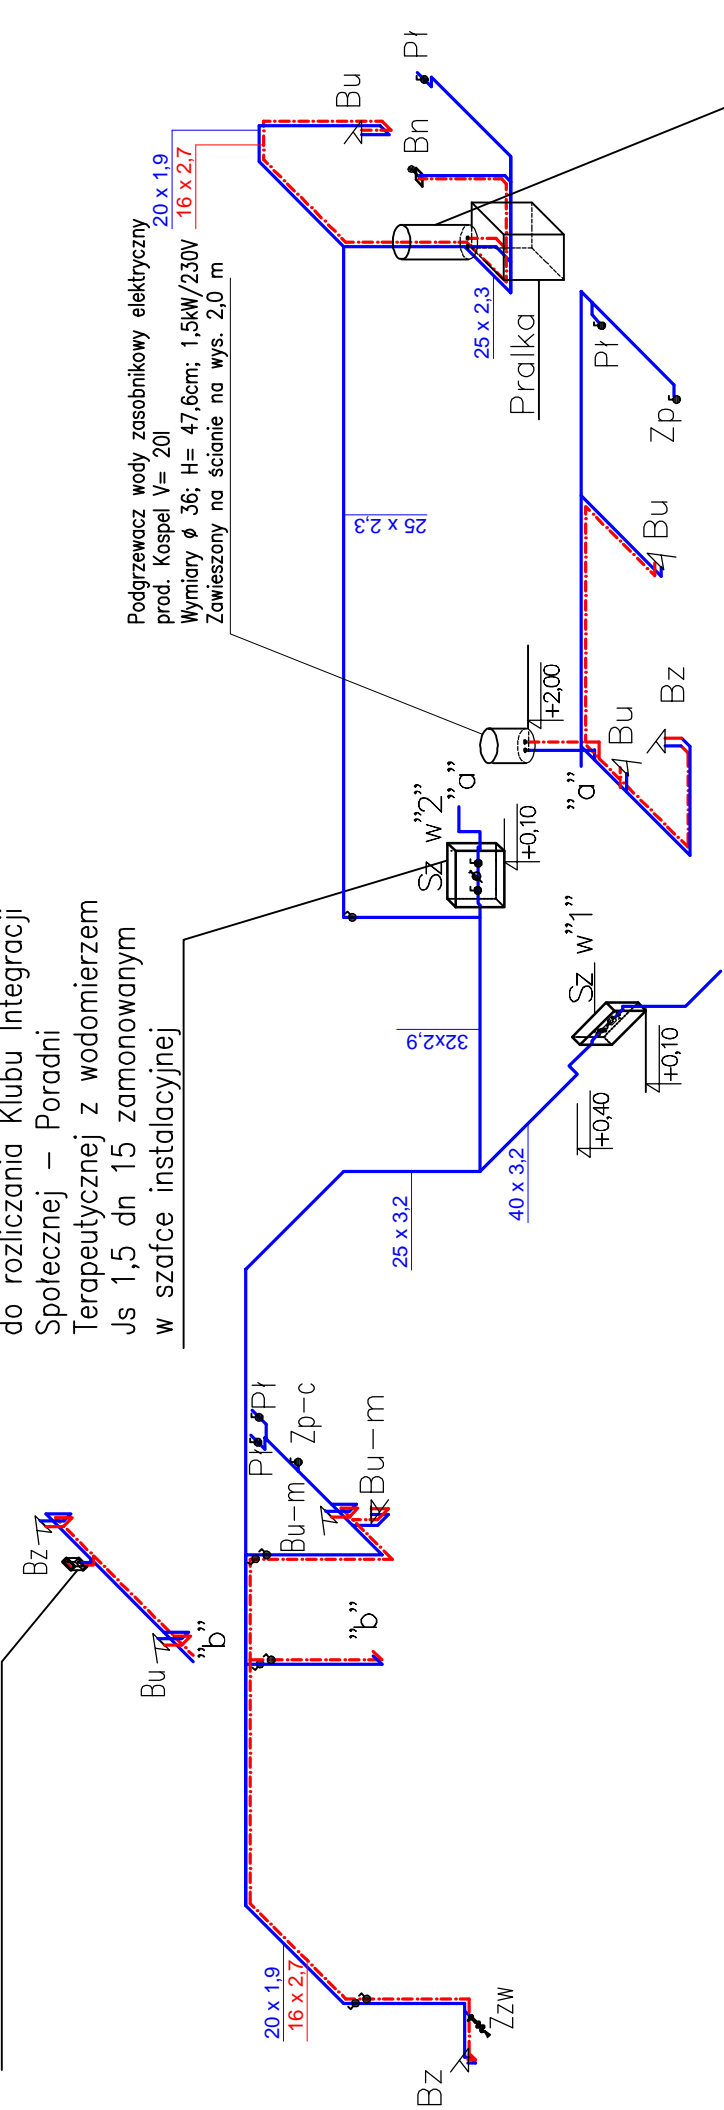 do rozliczania Klubu Integracji
Społecznej – Poradni
Terapeutycznej z wodomierzem
Js 1,5 dn 15 zamonowanym
w szafce instalacyjnej
Podgrzewacz wody zasobnikowy elektryczny
prod. Kospel V= 20l
Wymiary ø 36; H= 47,6cm; 1,5kW/230V
Zawieszony na ścianie na wys. 2,0 m
20 x 1,9
16 x 2,7
Bu
Bn
Pł
25 x 2,3
Pralka
25 x 2,3
Pł
Zp
Bu
Bz
Bu
"a"
+2,00
"a"
Sz w"2"
+0,10
Sz w"1"
+0,10
+0,40
32x2,9
40 x 3,2
25 x 3,2
Pł
Pł
Zp-c
Bu-m
Bu-m
"b"
Bz
Bu
"b"
20 x 1,9
16 x 2,7
Zzw
Bz